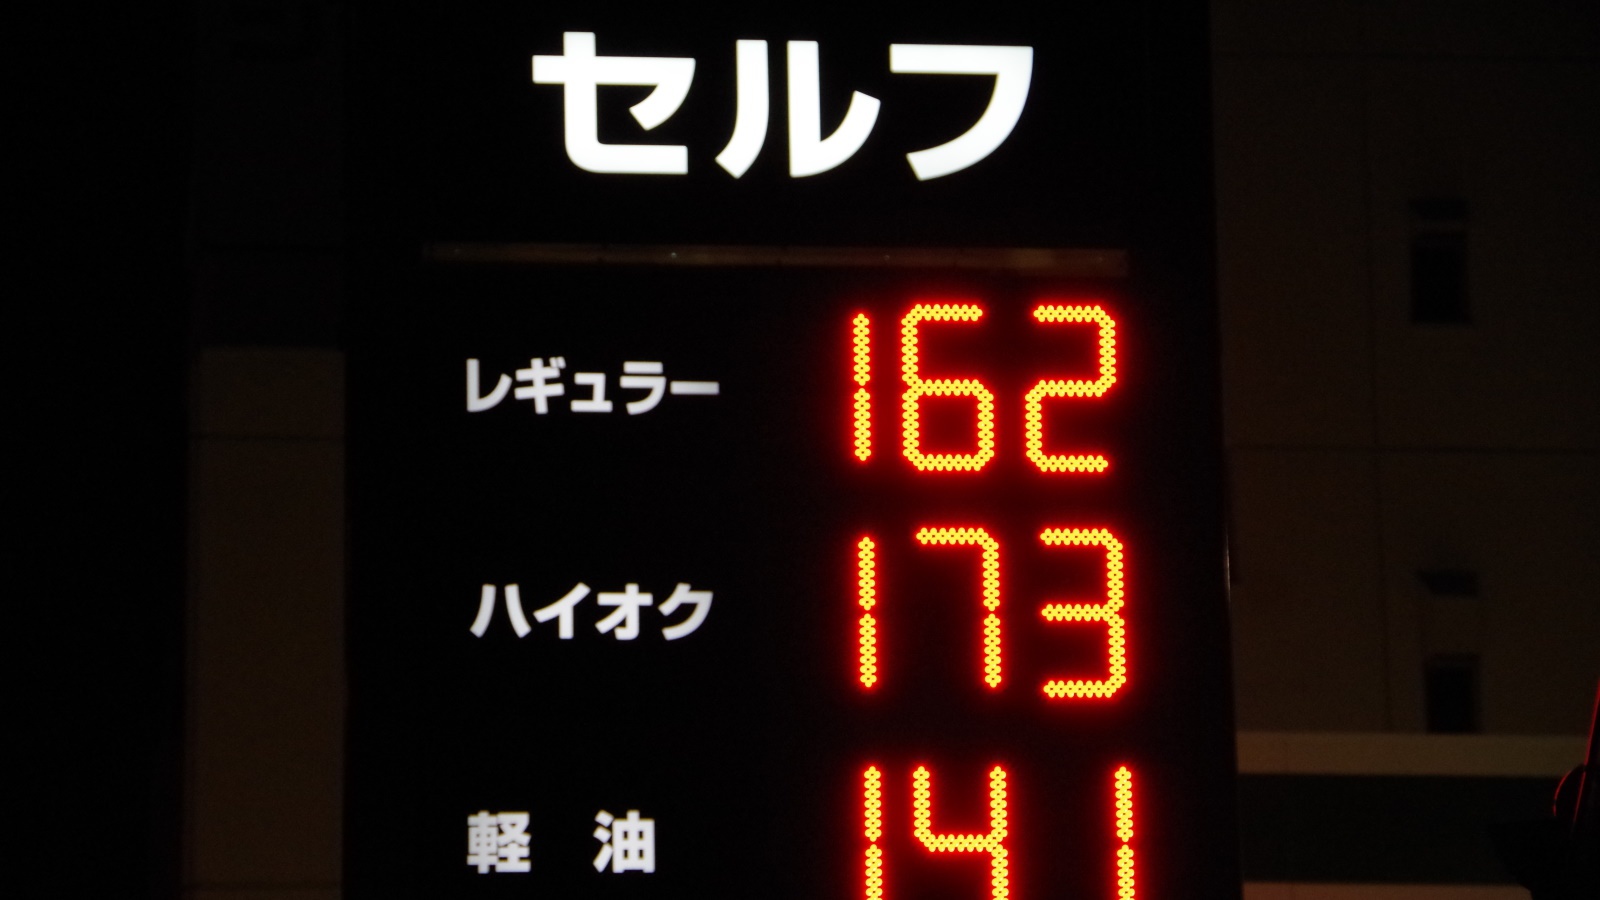 セルフ
レギュラー 162
ハイオク 173
軽油 141